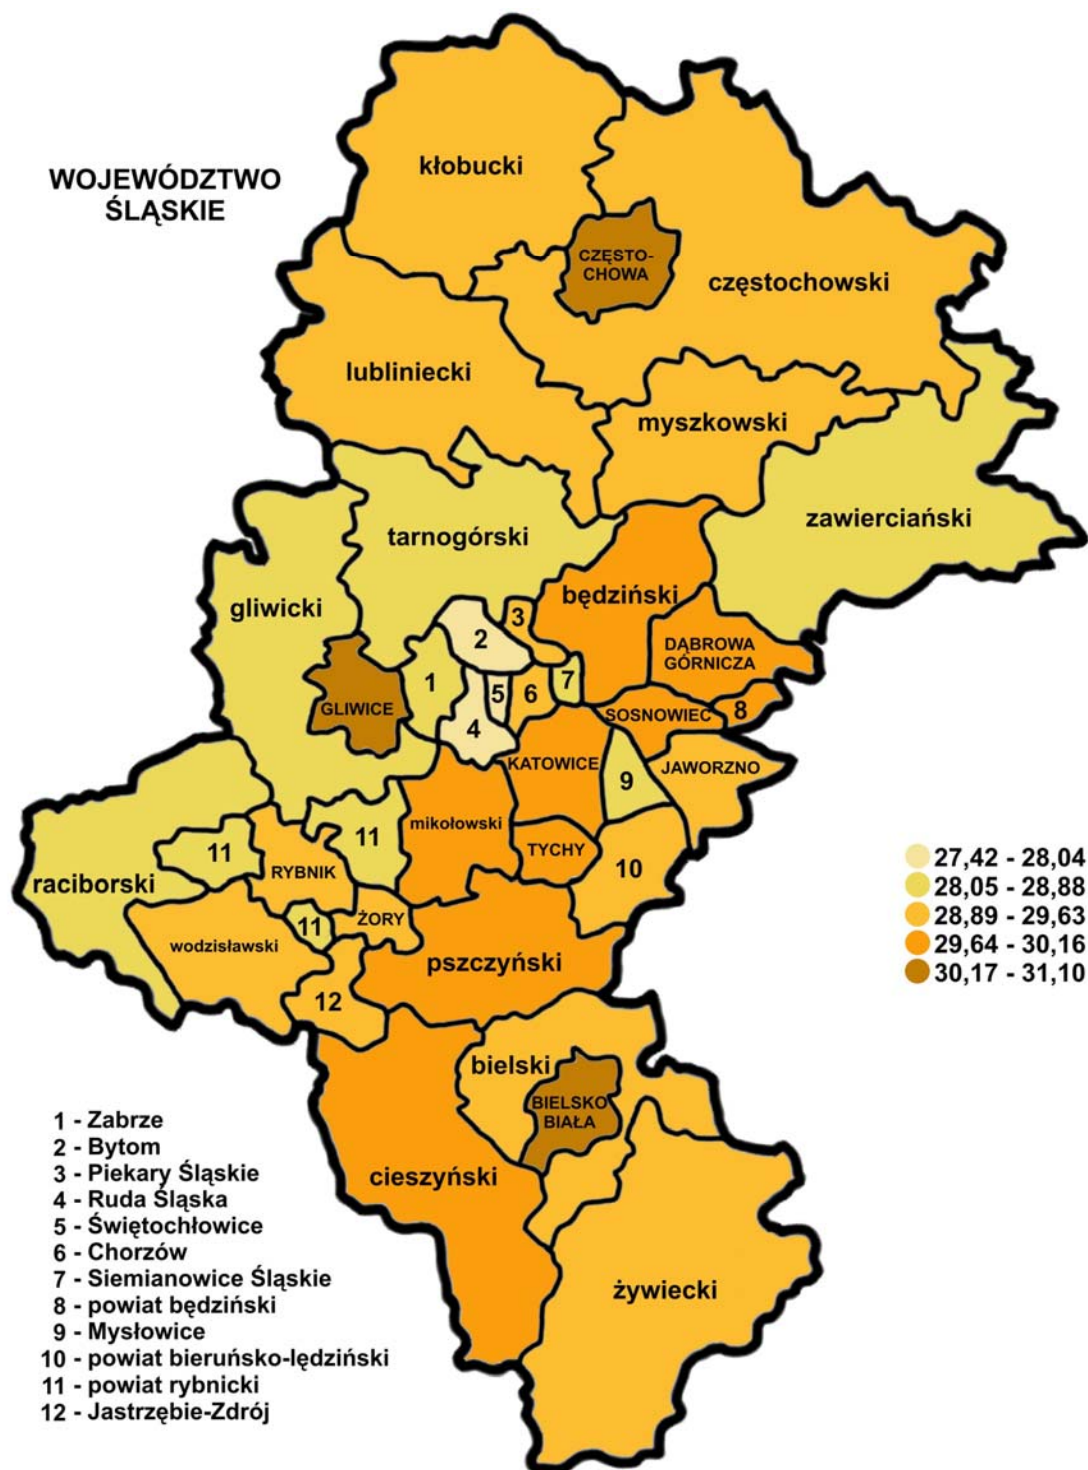 WOJEWÓDZTWO
ŚLĄSKIE
kłobucki
CZĘSTO-
CHOWA
częstochowski
lubliniecki
myszkowski
zawierciański
tarnogórski
będziński
gliwicki
3
2
DĄBROWA
GÓRNICZA
1
7
5
6
GLIWICE
4
SOSNOWIEC
8
KATOWICE
9
JAWORZNO
mikołowski
11
TYCHY
11
10
RYBNIK
raciborski
ŻORY
11
wodzisławski
pszczyński
12
27,42 - 28,04
28,05 - 28,88
28,89 - 29,63
29,64 - 30,16
30,17 - 31,10
bielski
BIELSKO
BIAŁA
cieszyński
żywiecki
1 - Zabrze
2 - Bytom
3 - Piekary Śląskie
4 - Ruda Śląska
5 - Świętochłowice
6 - Chorzów
7 - Siemianowice Śląskie
8 - powiat będziński
9 - Mysłowice
10 - powiat bieruńsko-lędziński
11 - powiat rybnicki
12 - Jastrzębie-Zdrój